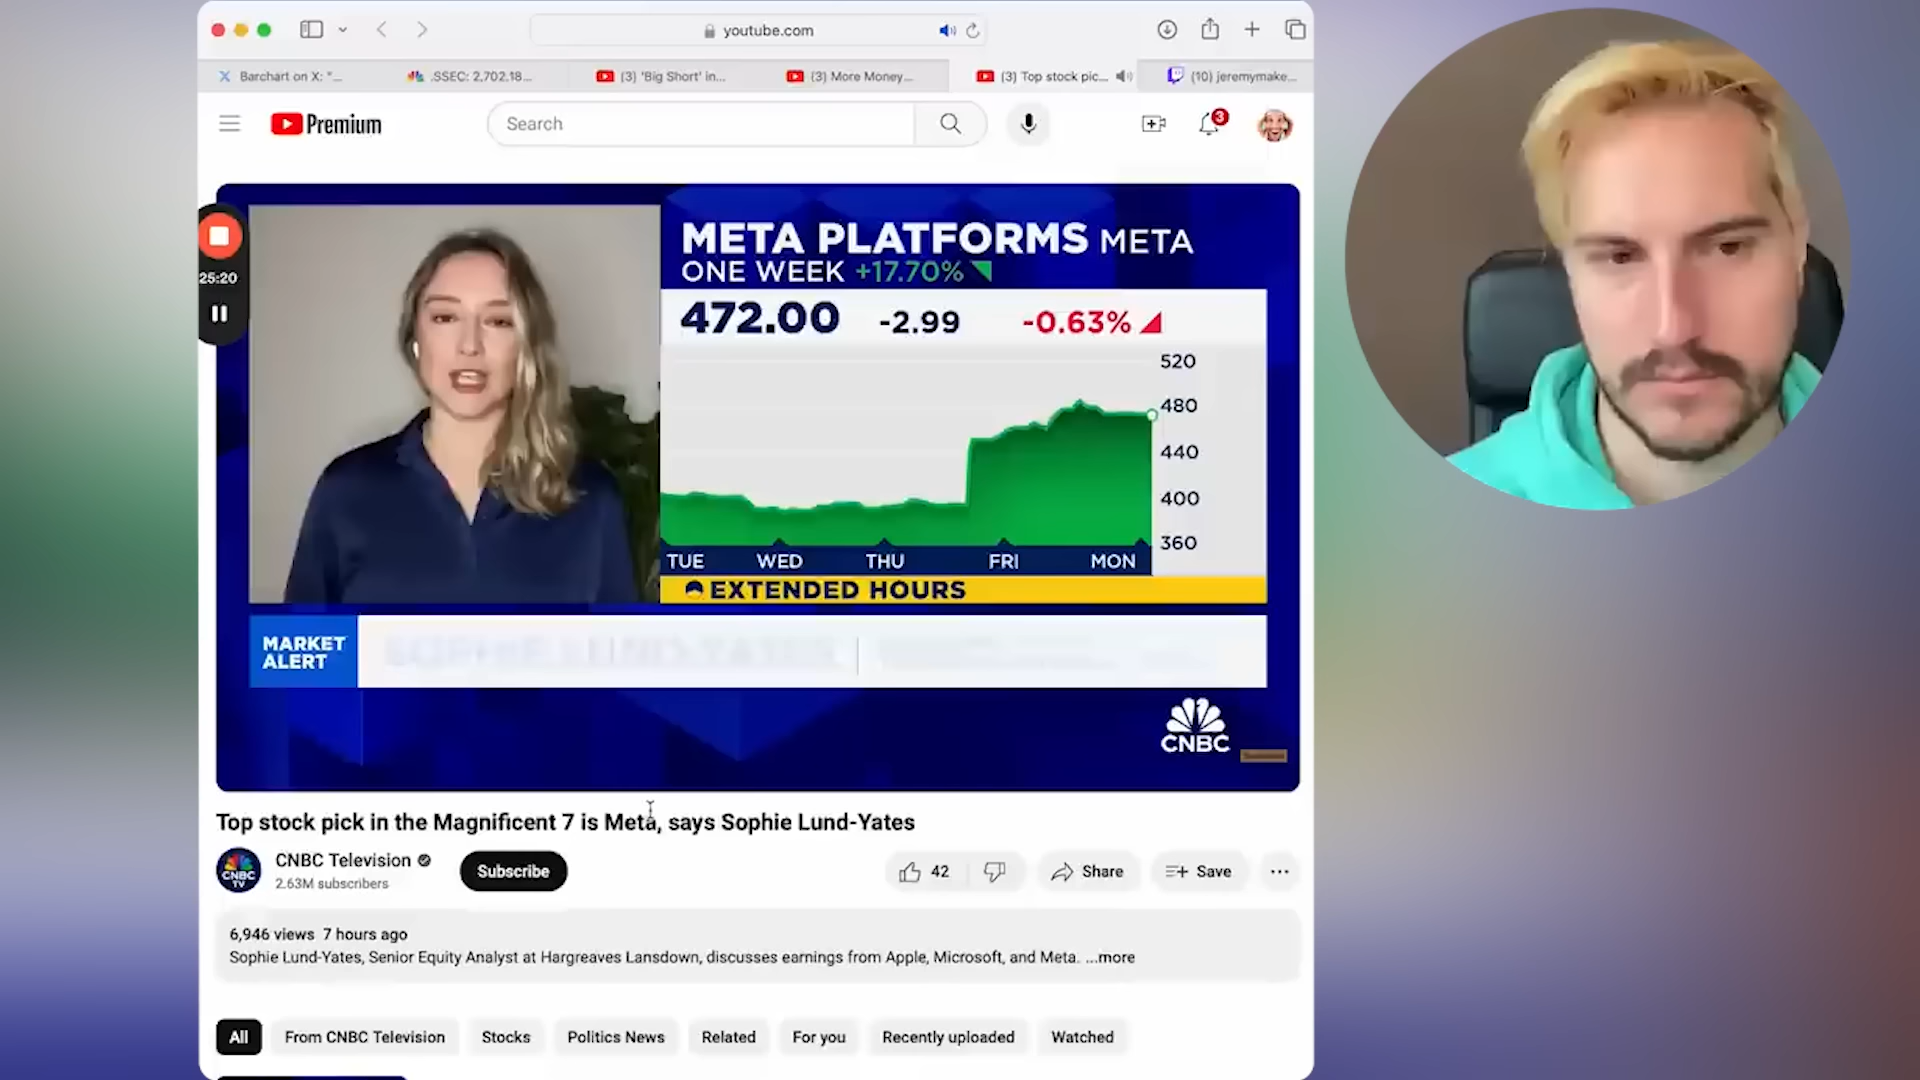 youtube.com
Barchart on X: "...
.SSEC: 2,702.18...
(3) 'Big Short' in...
(3) More Money...
(3) Top stock pic...
(10) jeremymake...
Premium
Search
3
25:20
META PLATFORMS META
ONE WEEK +17.70%
472.00 -2.99 -0.63%
520
480
440
400
360
TUE WED THU FRI MON
EXTENDED HOURS
MARKET
ALERT
SOPHIE LUND-YATES
CNBC
Top stock pick in the Magnificent 7 is Meta, says Sophie Lund-Yates
CNBC
TV
CNBC Television
2.63M subscribers
Subscribe
42
Share
Save
6,946 views 7 hours ago
Sophie Lund-Yates, Senior Equity Analyst at Hargreaves Lansdown, discusses earnings from Apple, Microsoft, and Meta. ...more
All
From CNBC Television
Stocks
Politics News
Related
For you
Recently uploaded
Watched